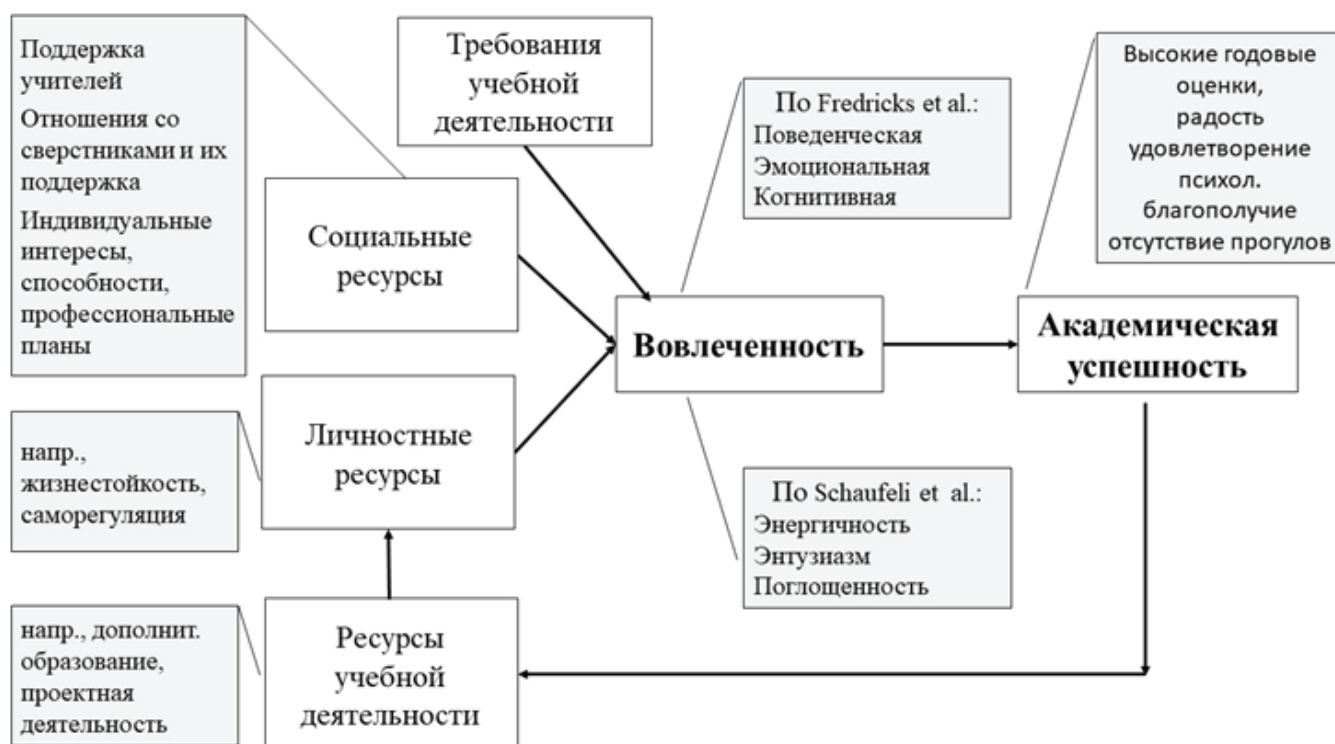 Поддержка
учителей
Отношения со
сверстниками и их
поддержка
Индивидуальные
интересы,
способности,
профессиональные
планы
Требования
учебной
деятельности
По Fredricks et al.:
Поведенческая
Эмоциональная
Когнитивная
Высокие годовые
оценки,
радость
удовлетворение
психол.
благополучие
отсутствие прогулов
Социальные
ресурсы
Вовлеченность
Академическая
успешность
напр.,
жизнестойкость,
саморегуляция
Личностные
ресурсы
По Schaufeli et al.:
Энергичность
Энтузиазм
Поглощенность
напр., дополнит.
образование,
проектная
деятельность
Ресурсы
учебной
деятельности